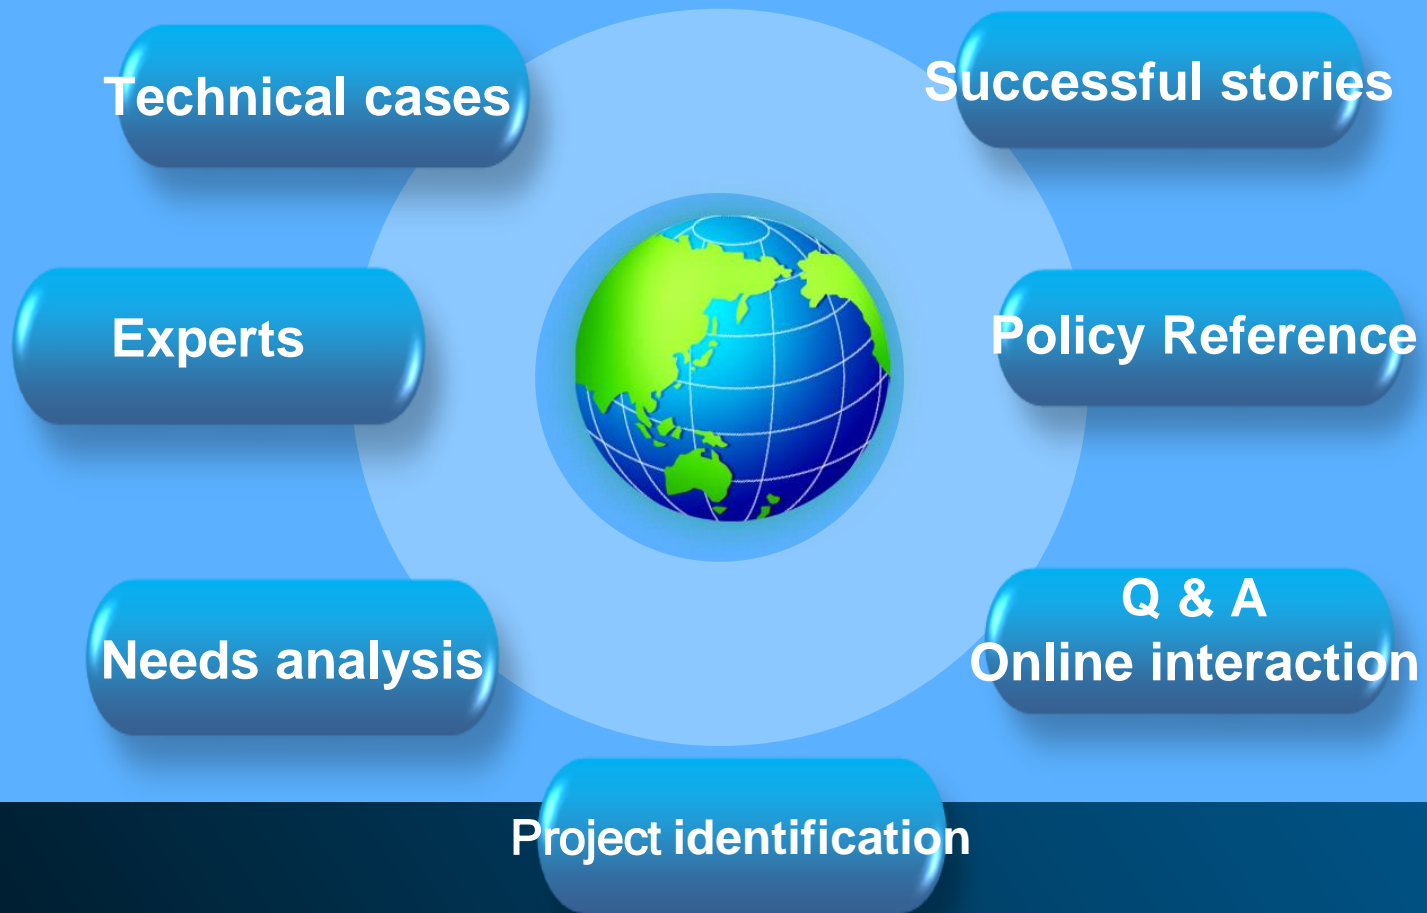 Technical cases
Successful stories
Experts
Policy Reference
Needs analysis
Q & A
Online interaction
Project identification